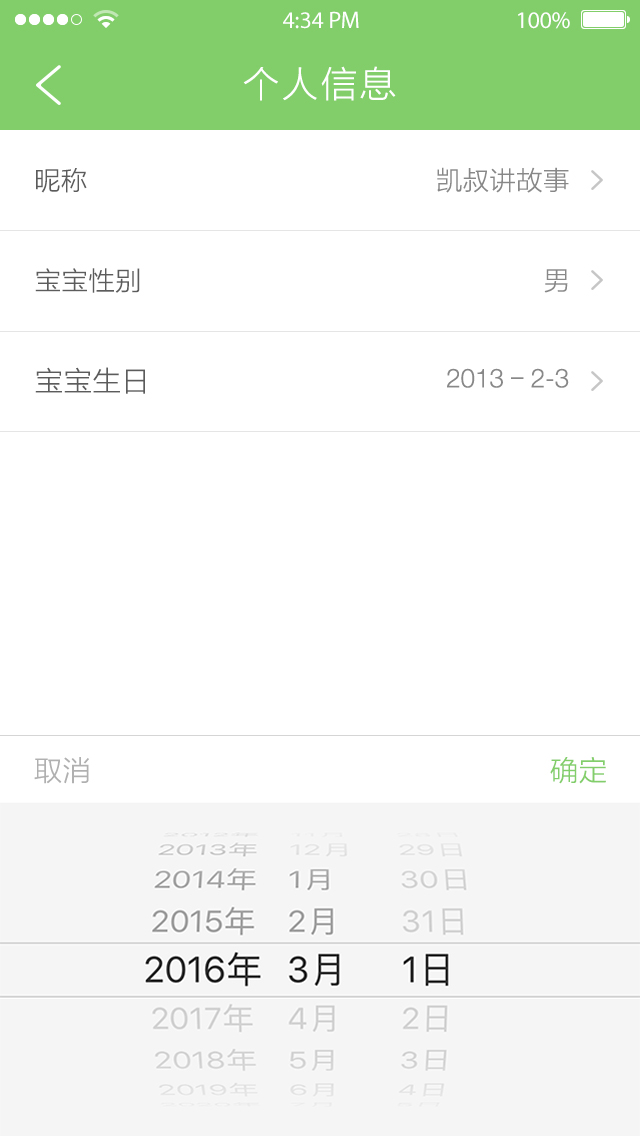 4:34 PM 100%
个人信息
昵称 凯叔讲故事
宝宝性别 男
宝宝生日 2013 – 2-3
取消 确定
2013年 12月 29日
2014年 1月 30日
2015年 2月 31日
2016年 3月 1日
2017年 4月 2日
2018年 5月 3日
2019年 6月 4日